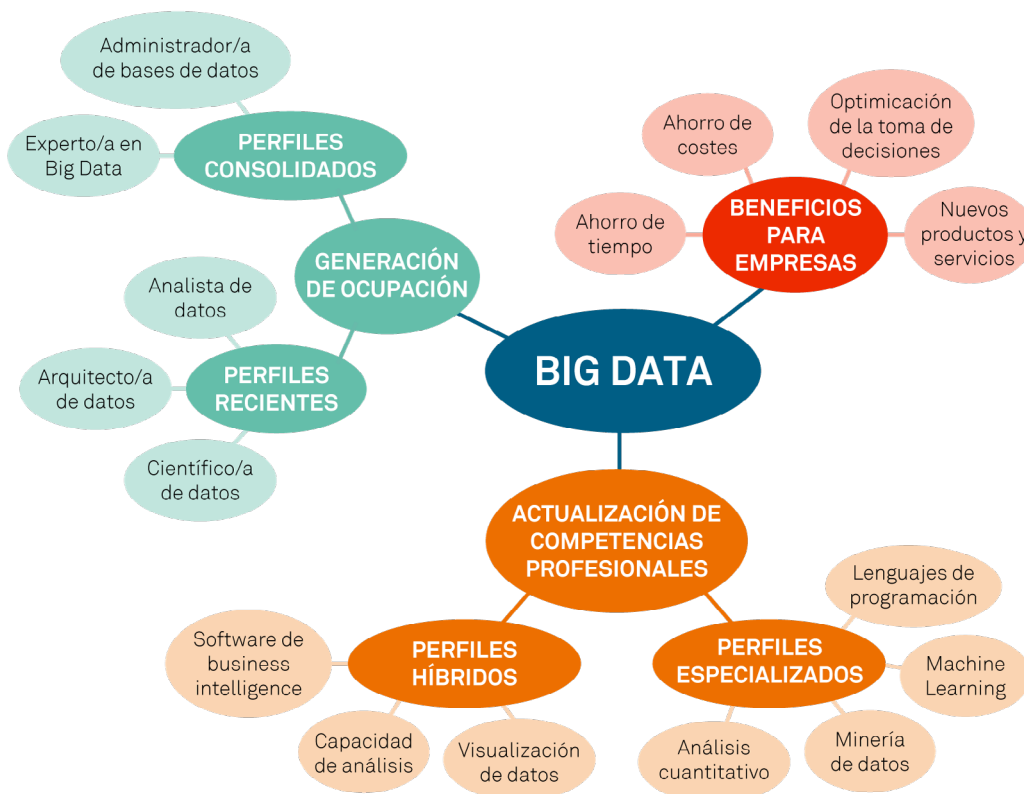 Administrador/a
de bases de datos
Experto/a en
Big Data
PERFILES
CONSOLIDADOS
GENERACIÓN
DE OCUPACIÓN
Analista de
datos
Arquitecto/a
de datos
PERFILES
RECIENTES
Científico/a
de datos
Ahorro de
costes
Optimicación
de la toma de
decisiones
Ahorro de
tiempo
BENEFICIOS
PARA
EMPRESAS
Nuevos
productos y
servicios
BIG DATA
ACTUALIZACIÓN DE
COMPETENCIAS
PROFESIONALES
Software de
business
intelligence
PERFILES
HÍBRIDOS
Capacidad
de análisis
Visualización
de datos
PERFILES
ESPECIALIZADOS
Lenguajes de
programación
Machine
Learning
Análisis
cuantitativo
Minería
de datos